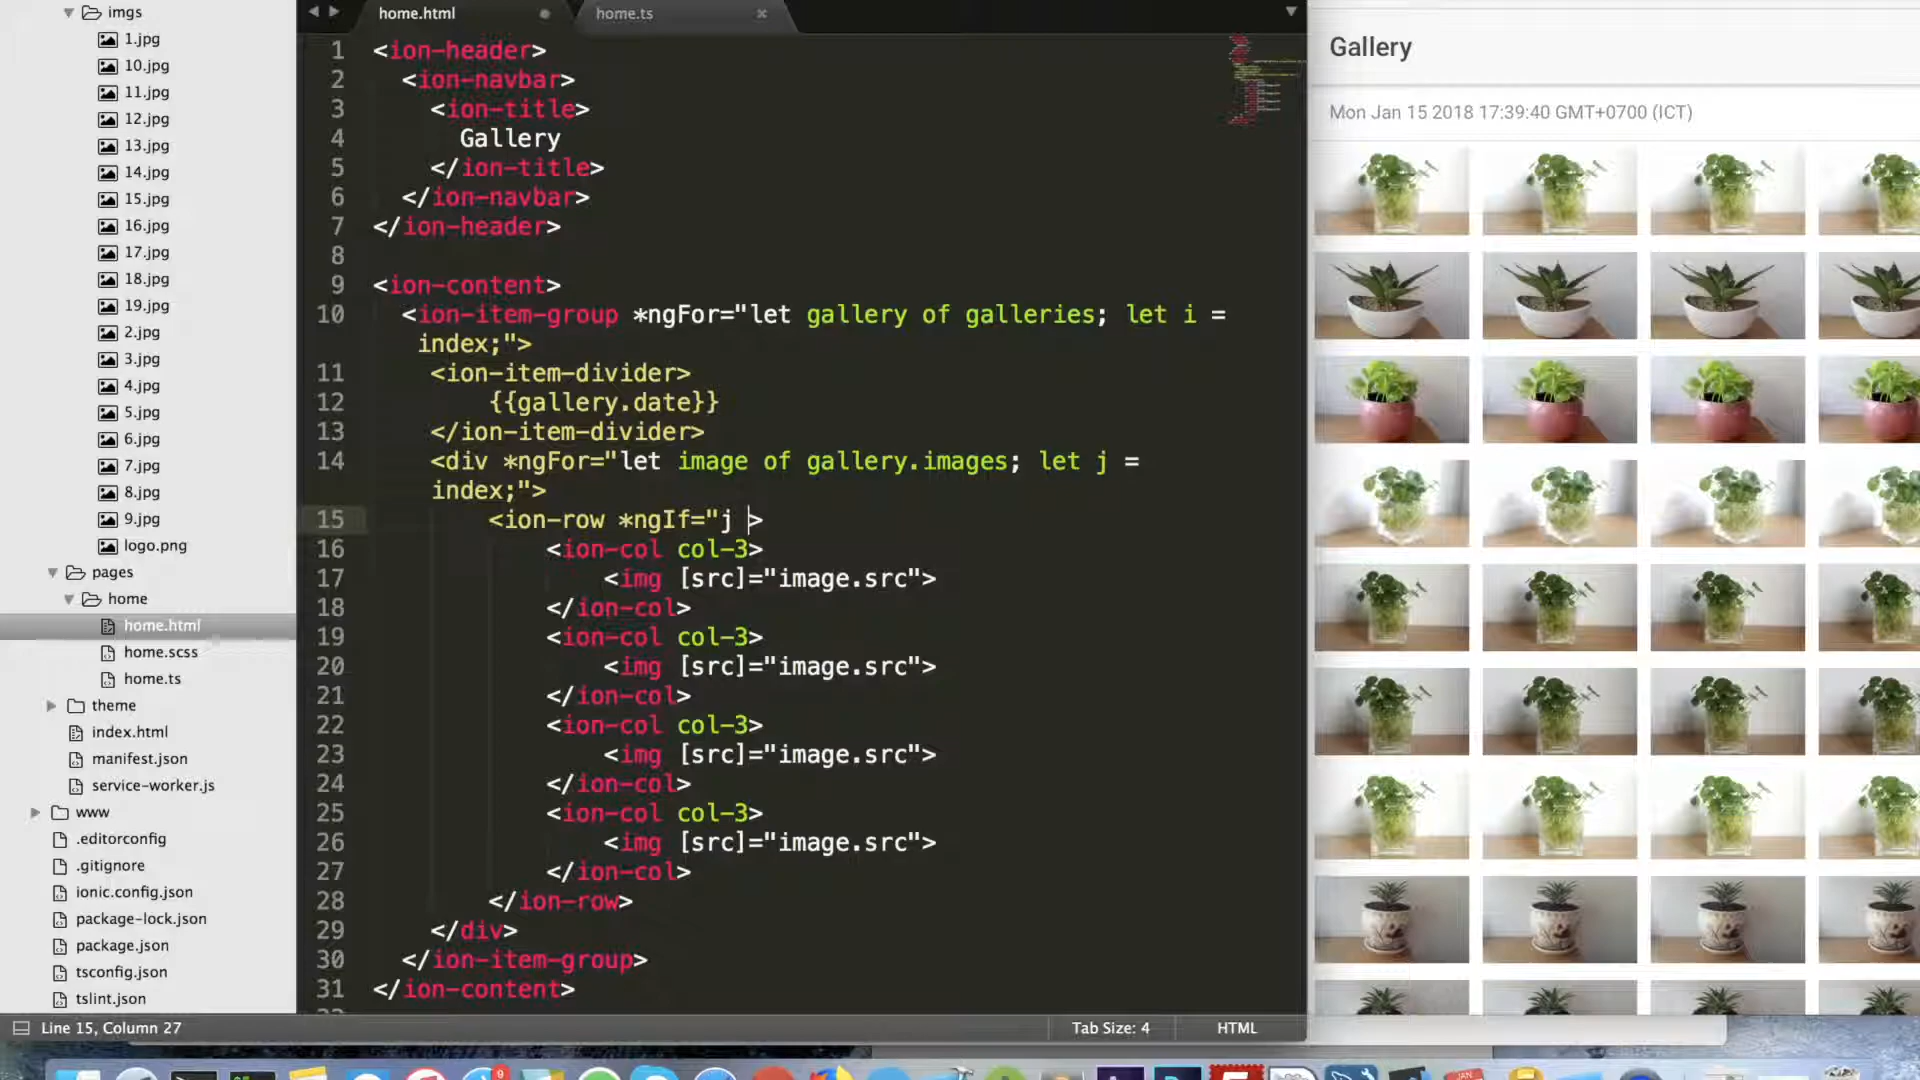 imgs
1.jpg
10.jpg
11.jpg
12.jpg
13.jpg
14.jpg
15.jpg
16.jpg
17.jpg
18.jpg
19.jpg
2.jpg
3.jpg
4.jpg
5.jpg
6.jpg
7.jpg
8.jpg
9.jpg
logo.png
pages
home
home.html
home.scss
home.ts
theme
index.html
manifest.json
service-worker.js
www
.editorconfig
.gitignore
ionic.config.json
package-lock.json
package.json
tsconfig.json
tslint.json
home.html
home.ts
1 <ion-header>
2 <ion-navbar>
3 <ion-title>
4 Gallery
5 </ion-title>
6 </ion-navbar>
7 </ion-header>
8
9 <ion-content>
10 <ion-item-group *ngFor="let gallery of galleries; let i =
index;">
11 <ion-item-divider>
12 {{gallery.date}}
13 </ion-item-divider>
14 <div *ngFor="let image of gallery.images; let j =
index;">
15 <ion-row *ngIf="j >
16 <ion-col col-3>
17 <img [src]="image.src">
18 </ion-col>
19 <ion-col col-3>
20 <img [src]="image.src">
21 </ion-col>
22 <ion-col col-3>
23 <img [src]="image.src">
24 </ion-col>
25 <ion-col col-3>
26 <img [src]="image.src">
27 </ion-col>
28 </ion-row>
29 </div>
30 </ion-item-group>
31 </ion-content>
Line 15, Column 27
Tab Size: 4
HTML
Gallery
Mon Jan 15 2018 17:39:40 GMT+0700 (ICT)
9
JAN